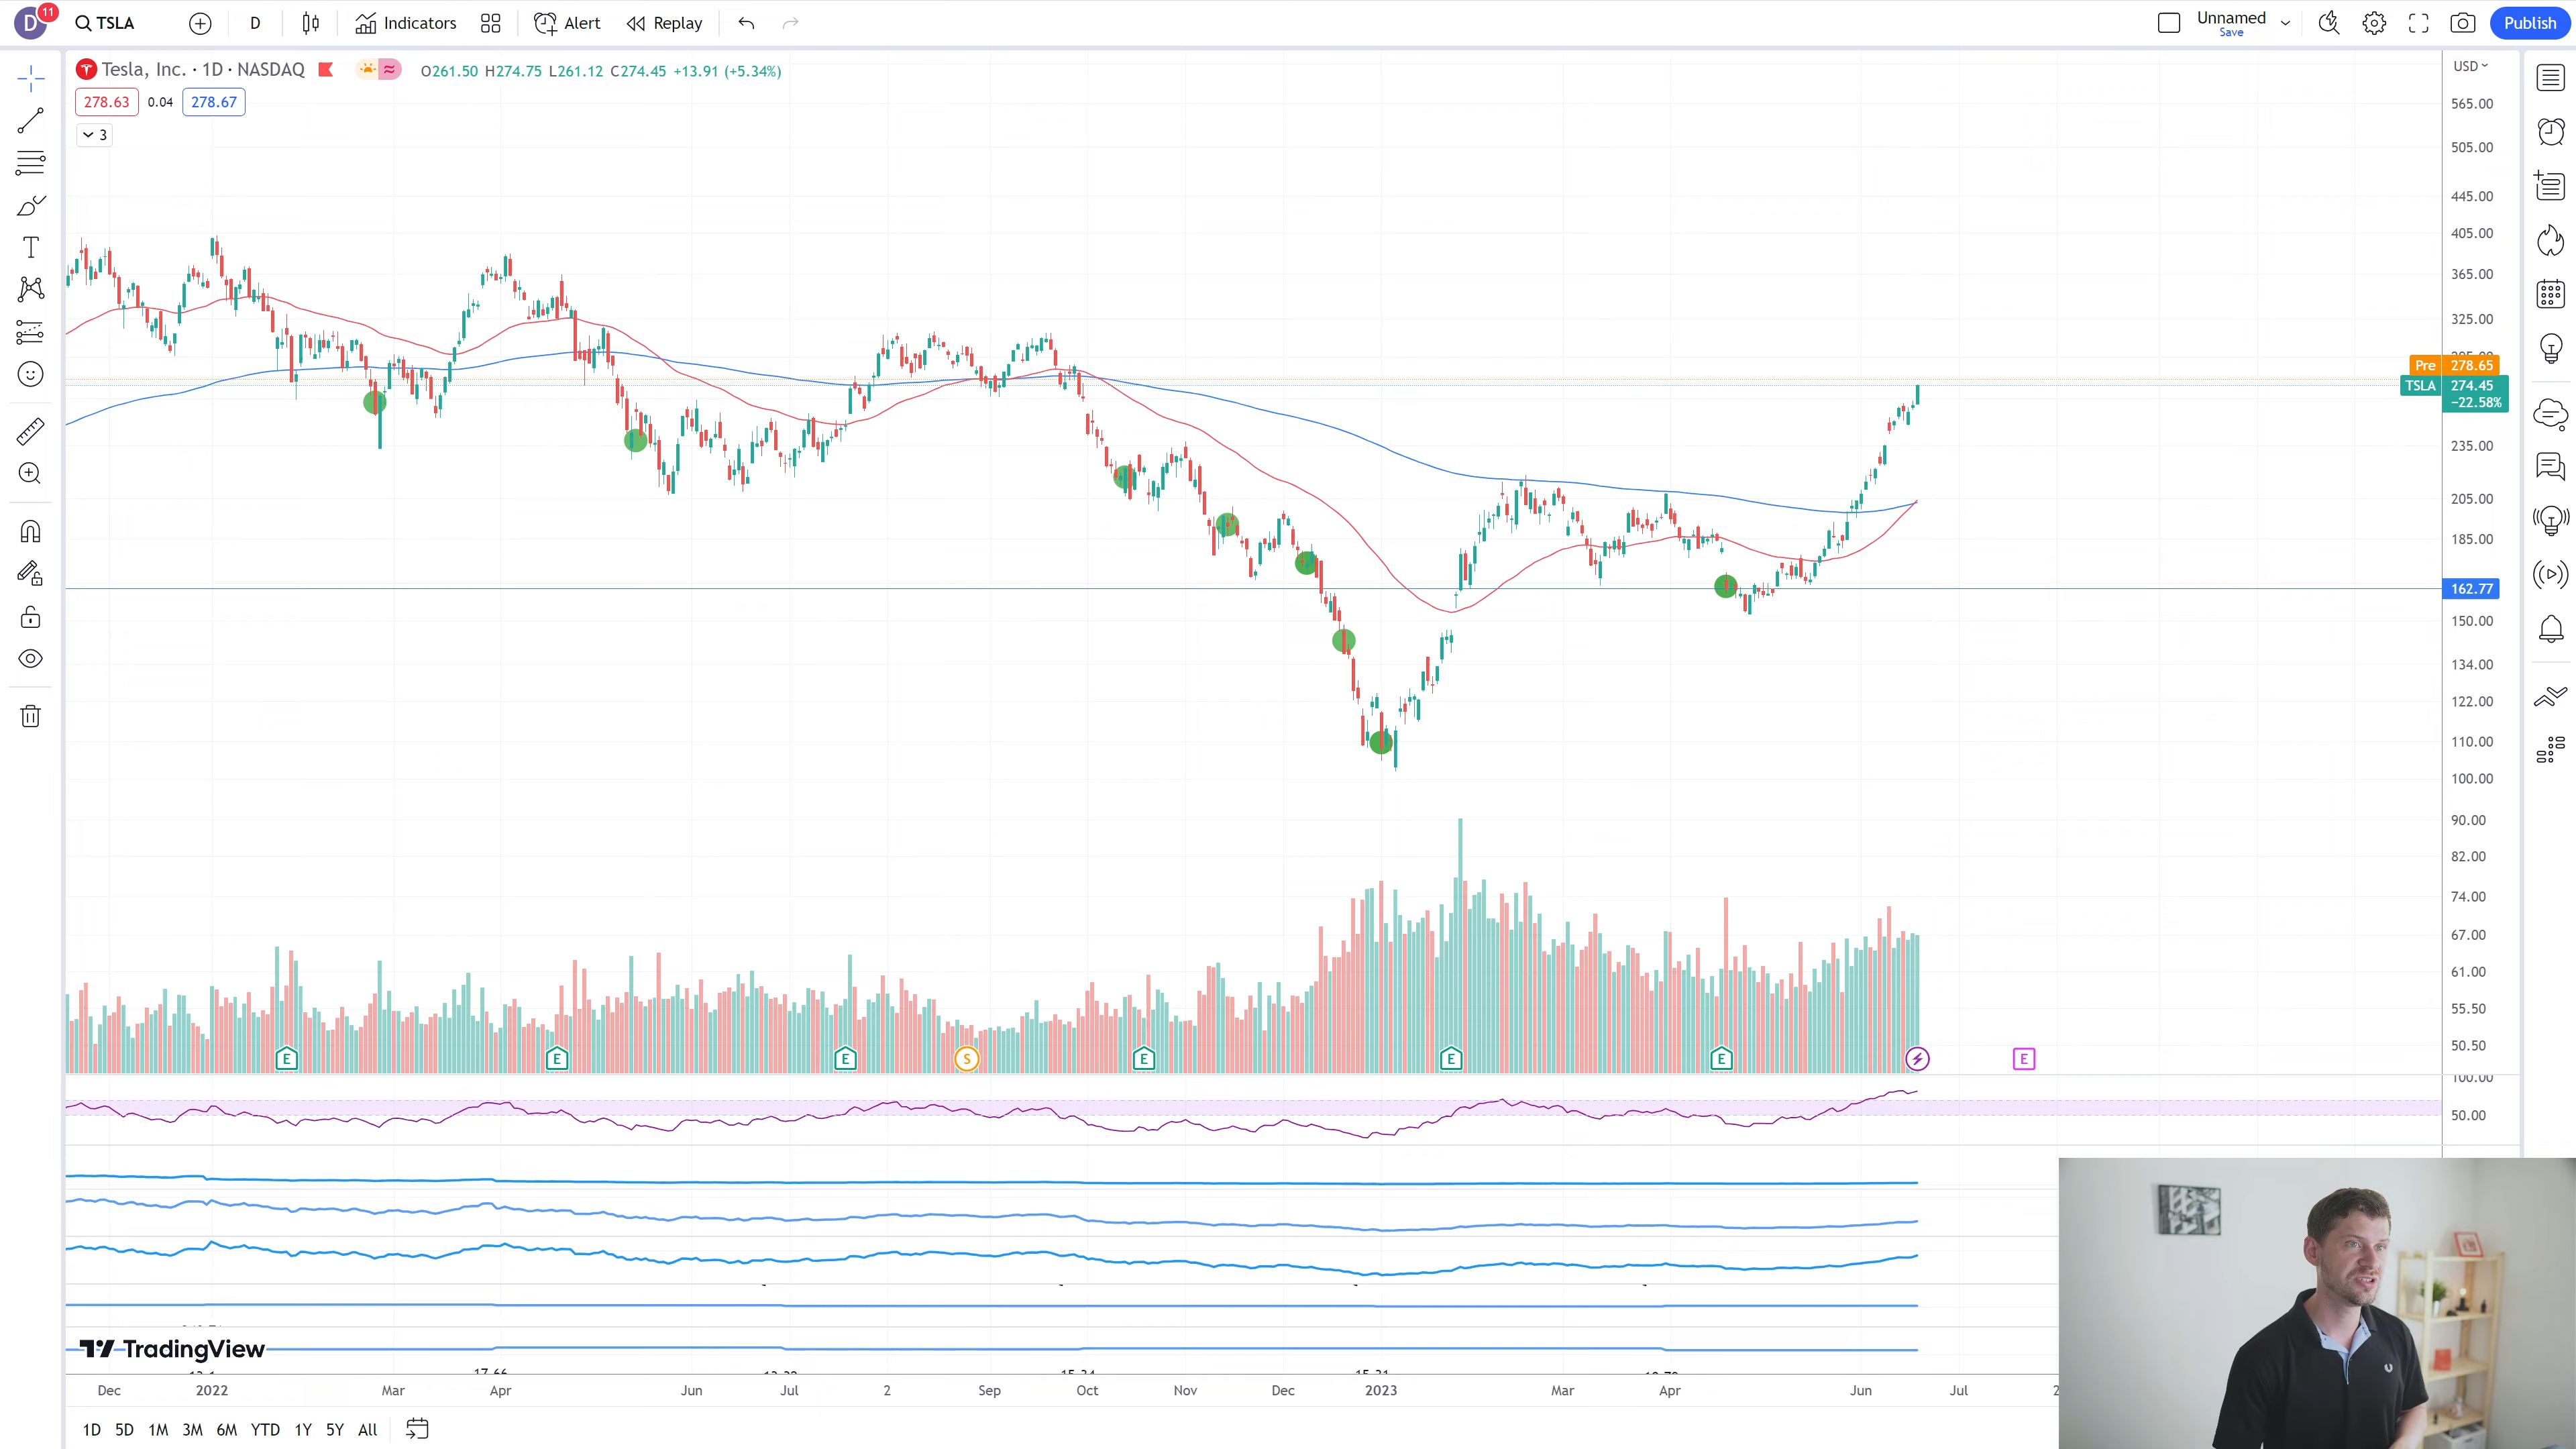 D 11 TSLA D Indicators Alert Replay Unnamed Save Publish
Tesla, Inc. · 1D · NASDAQ O261.50 H274.75 L261.12 C274.45 +13.91 (+5.34%)
USD
278.63 0.04 278.67
3
565.00
505.00
445.00
405.00
365.00
325.00
Pre 278.65
TSLA 274.45
−22.58%
235.00
205.00
185.00
162.77
150.00
134.00
122.00
110.00
100.00
90.00
82.00
74.00
67.00
61.00
55.50
50.50
E E E S E E E E
100.00
50.00
TradingView
Dec 2022 Mar Apr Jun Jul 2 Sep Oct Nov Dec 2023 Mar Apr Jun Jul 2
1D 5D 1M 3M 6M YTD 1Y 5Y All